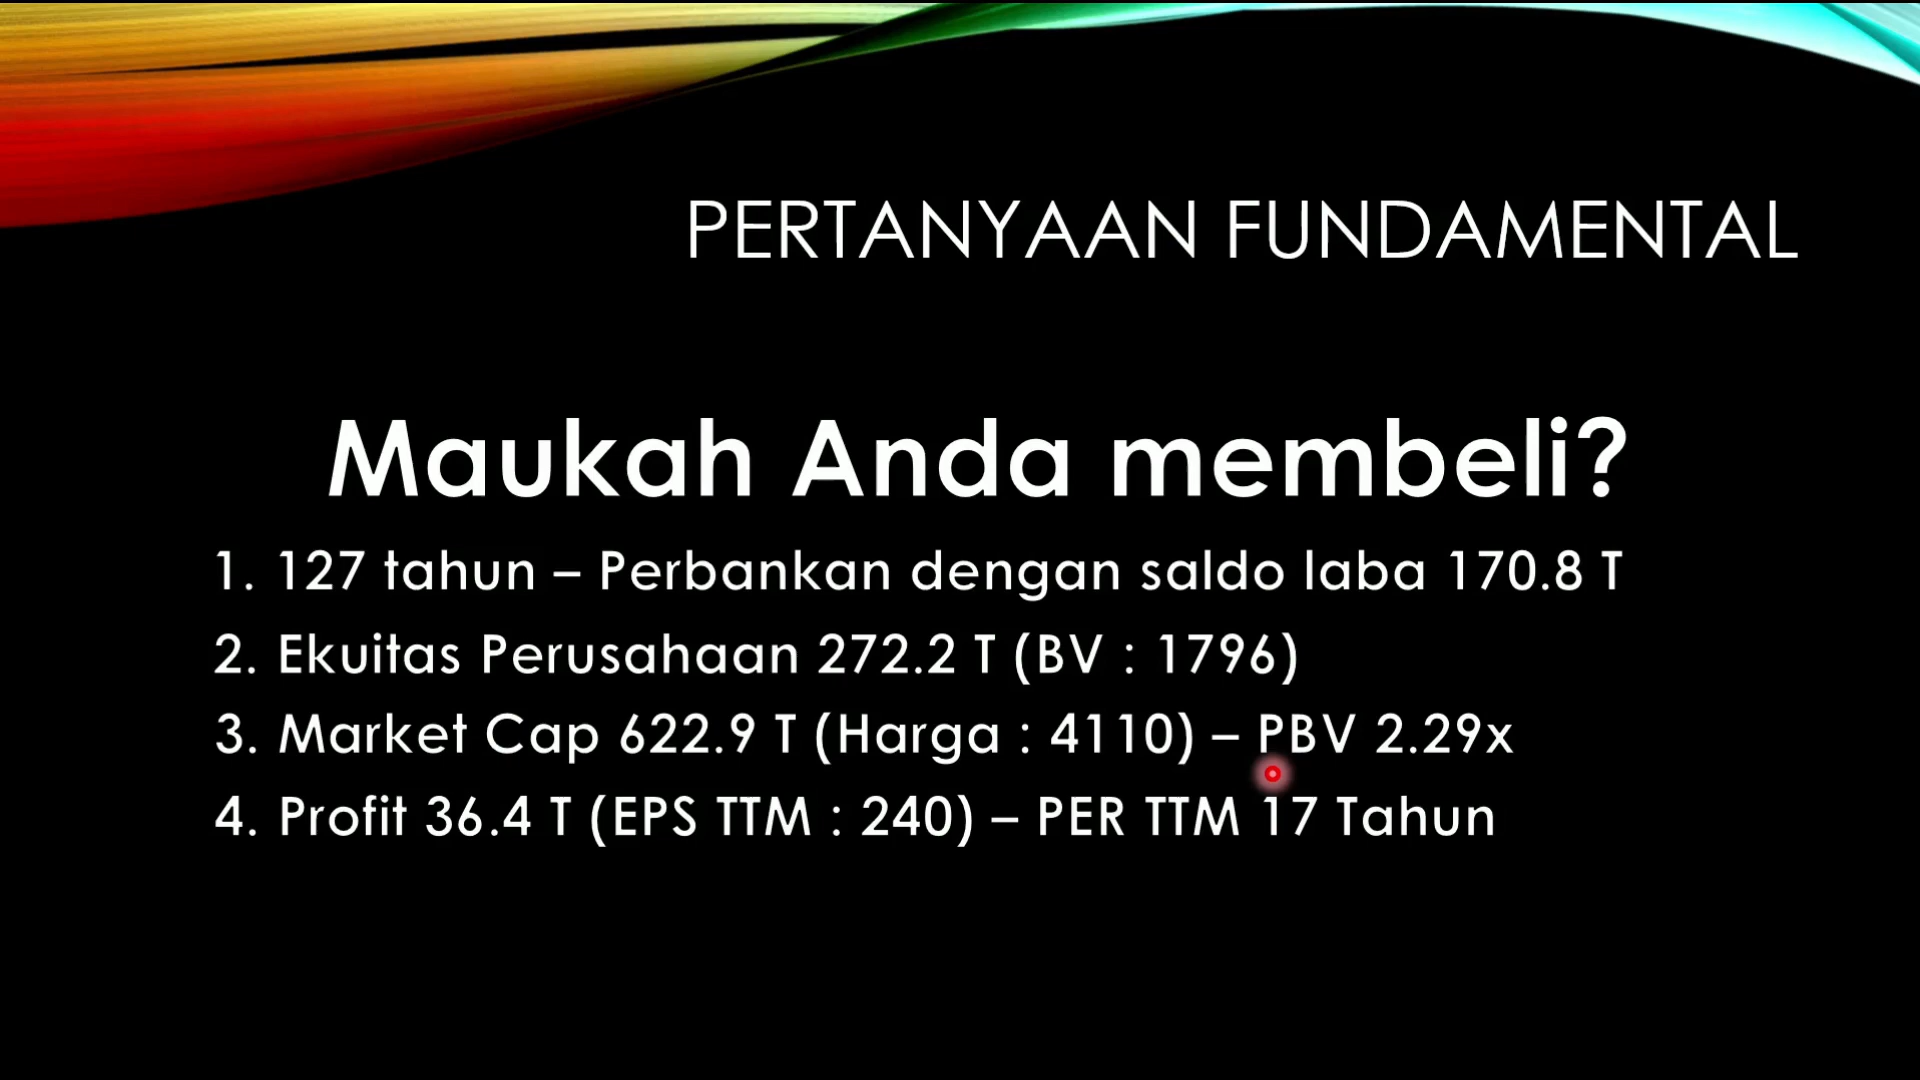 PERTANYAAN FUNDAMENTAL
Maukah Anda membeli?
1. 127 tahun – Perbankan dengan saldo laba 170.8 T
2. Ekuitas Perusahaan 272.2 T (BV : 1796)
3. Market Cap 622.9 T (Harga : 4110) – PBV 2.29x
4. Profit 36.4 T (EPS TTM : 240) – PER TTM 17 Tahun